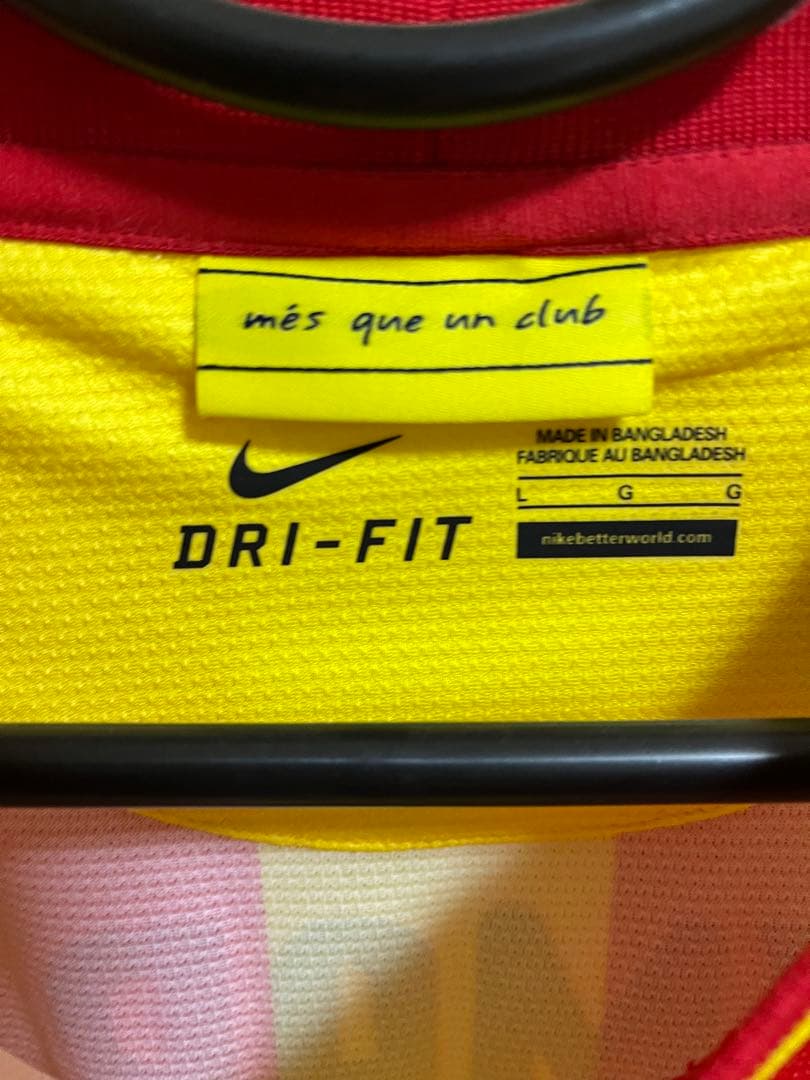 més que un club
MADE IN BANGLADESH
FABRIQUE AU BANGLADESH
L G G
nikebetterworld.com
DRI-FIT